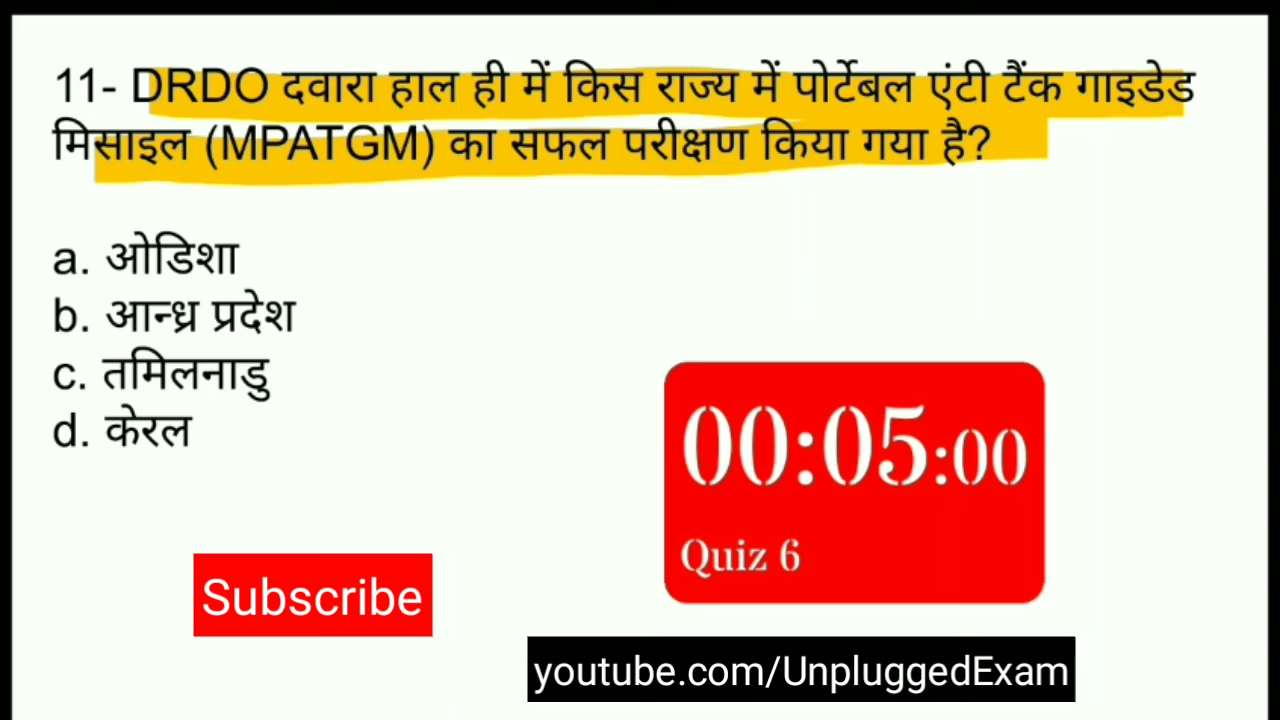 11- DRDO दवारा हाल ही में किस राज्य में पोर्टेबल एंटी टैंक गाइडेड
मिसाइल (MPATGM) का सफल परीक्षण किया गया है?
a. ओडिशा
b. आन्ध्र प्रदेश
c. तमिलनाडु
d. केरल
00:05:00
Quiz 6
Subscribe
youtube.com/UnpluggedExam